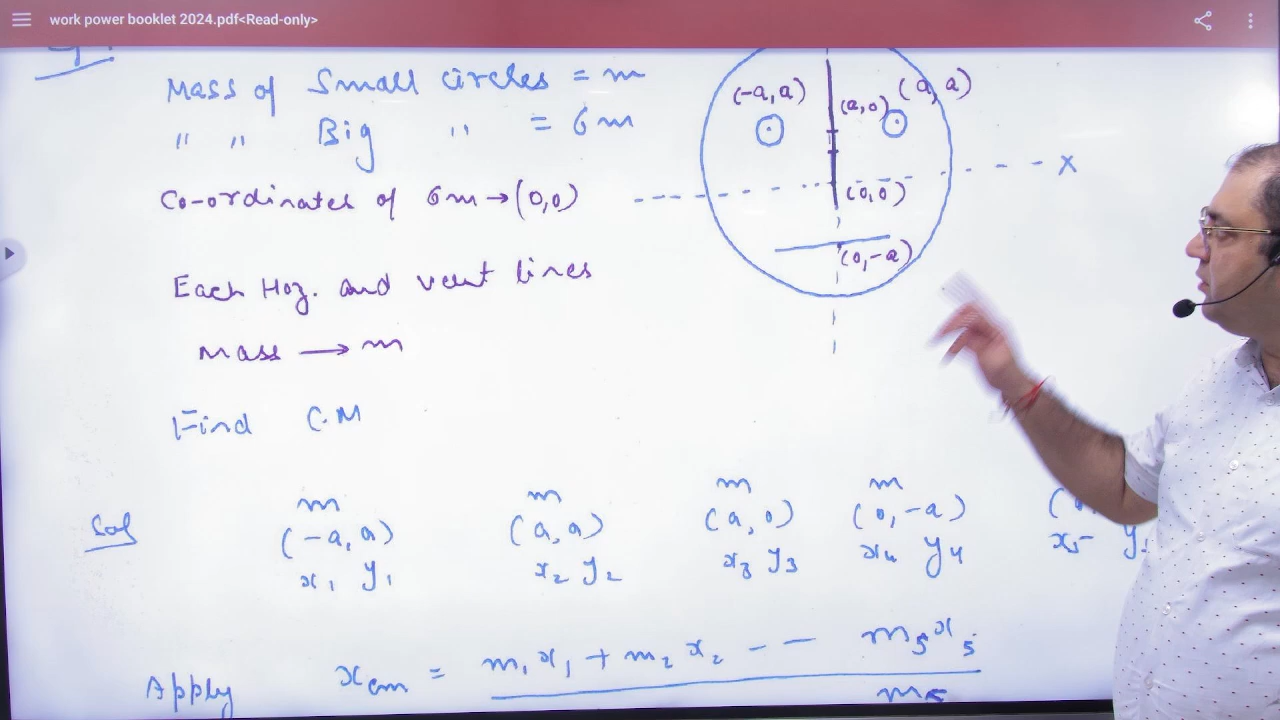 work power booklet 2024.pdf<Read-only>
Mass of Small circles = m
" " Big " = 6m
Co-ordinates of 6m → (0,0)
Each Hoz. and vert lines
Mass → m
Find C.M
(-a, a)
(a, 0)
(a, a)
X
(0,0)
(0,-a)
Sol
m m m m
(-a, a) (a, a) (a, 0) (0, -a)
x1 y1 x2 y2 x3 y3 x4 y4 x5
Apply xcm = m1x1 + m2x2 - - m5x5